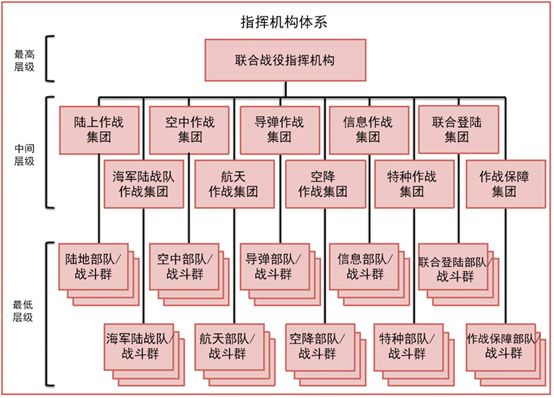 指挥机构体系
最高
层级
联合战役指挥机构
中间
层级
陆上作战
集团
空中作战
集团
导弹作战
集团
信息作战
集团
联合登陆
集团
海军陆战队
作战集团
航天
作战集团
空降
作战集团
特种作战
集团
作战保障
集团
最低
层级
陆地部队/
战斗群
空中部队/
战斗群
导弹部队/
战斗群
信息部队/
战斗群
联合登陆部队/
战斗群
海军陆战队/
战斗群
航天部队/
战斗群
空降部队/
战斗群
特种部队/
战斗群
作战保障部队/
战斗群